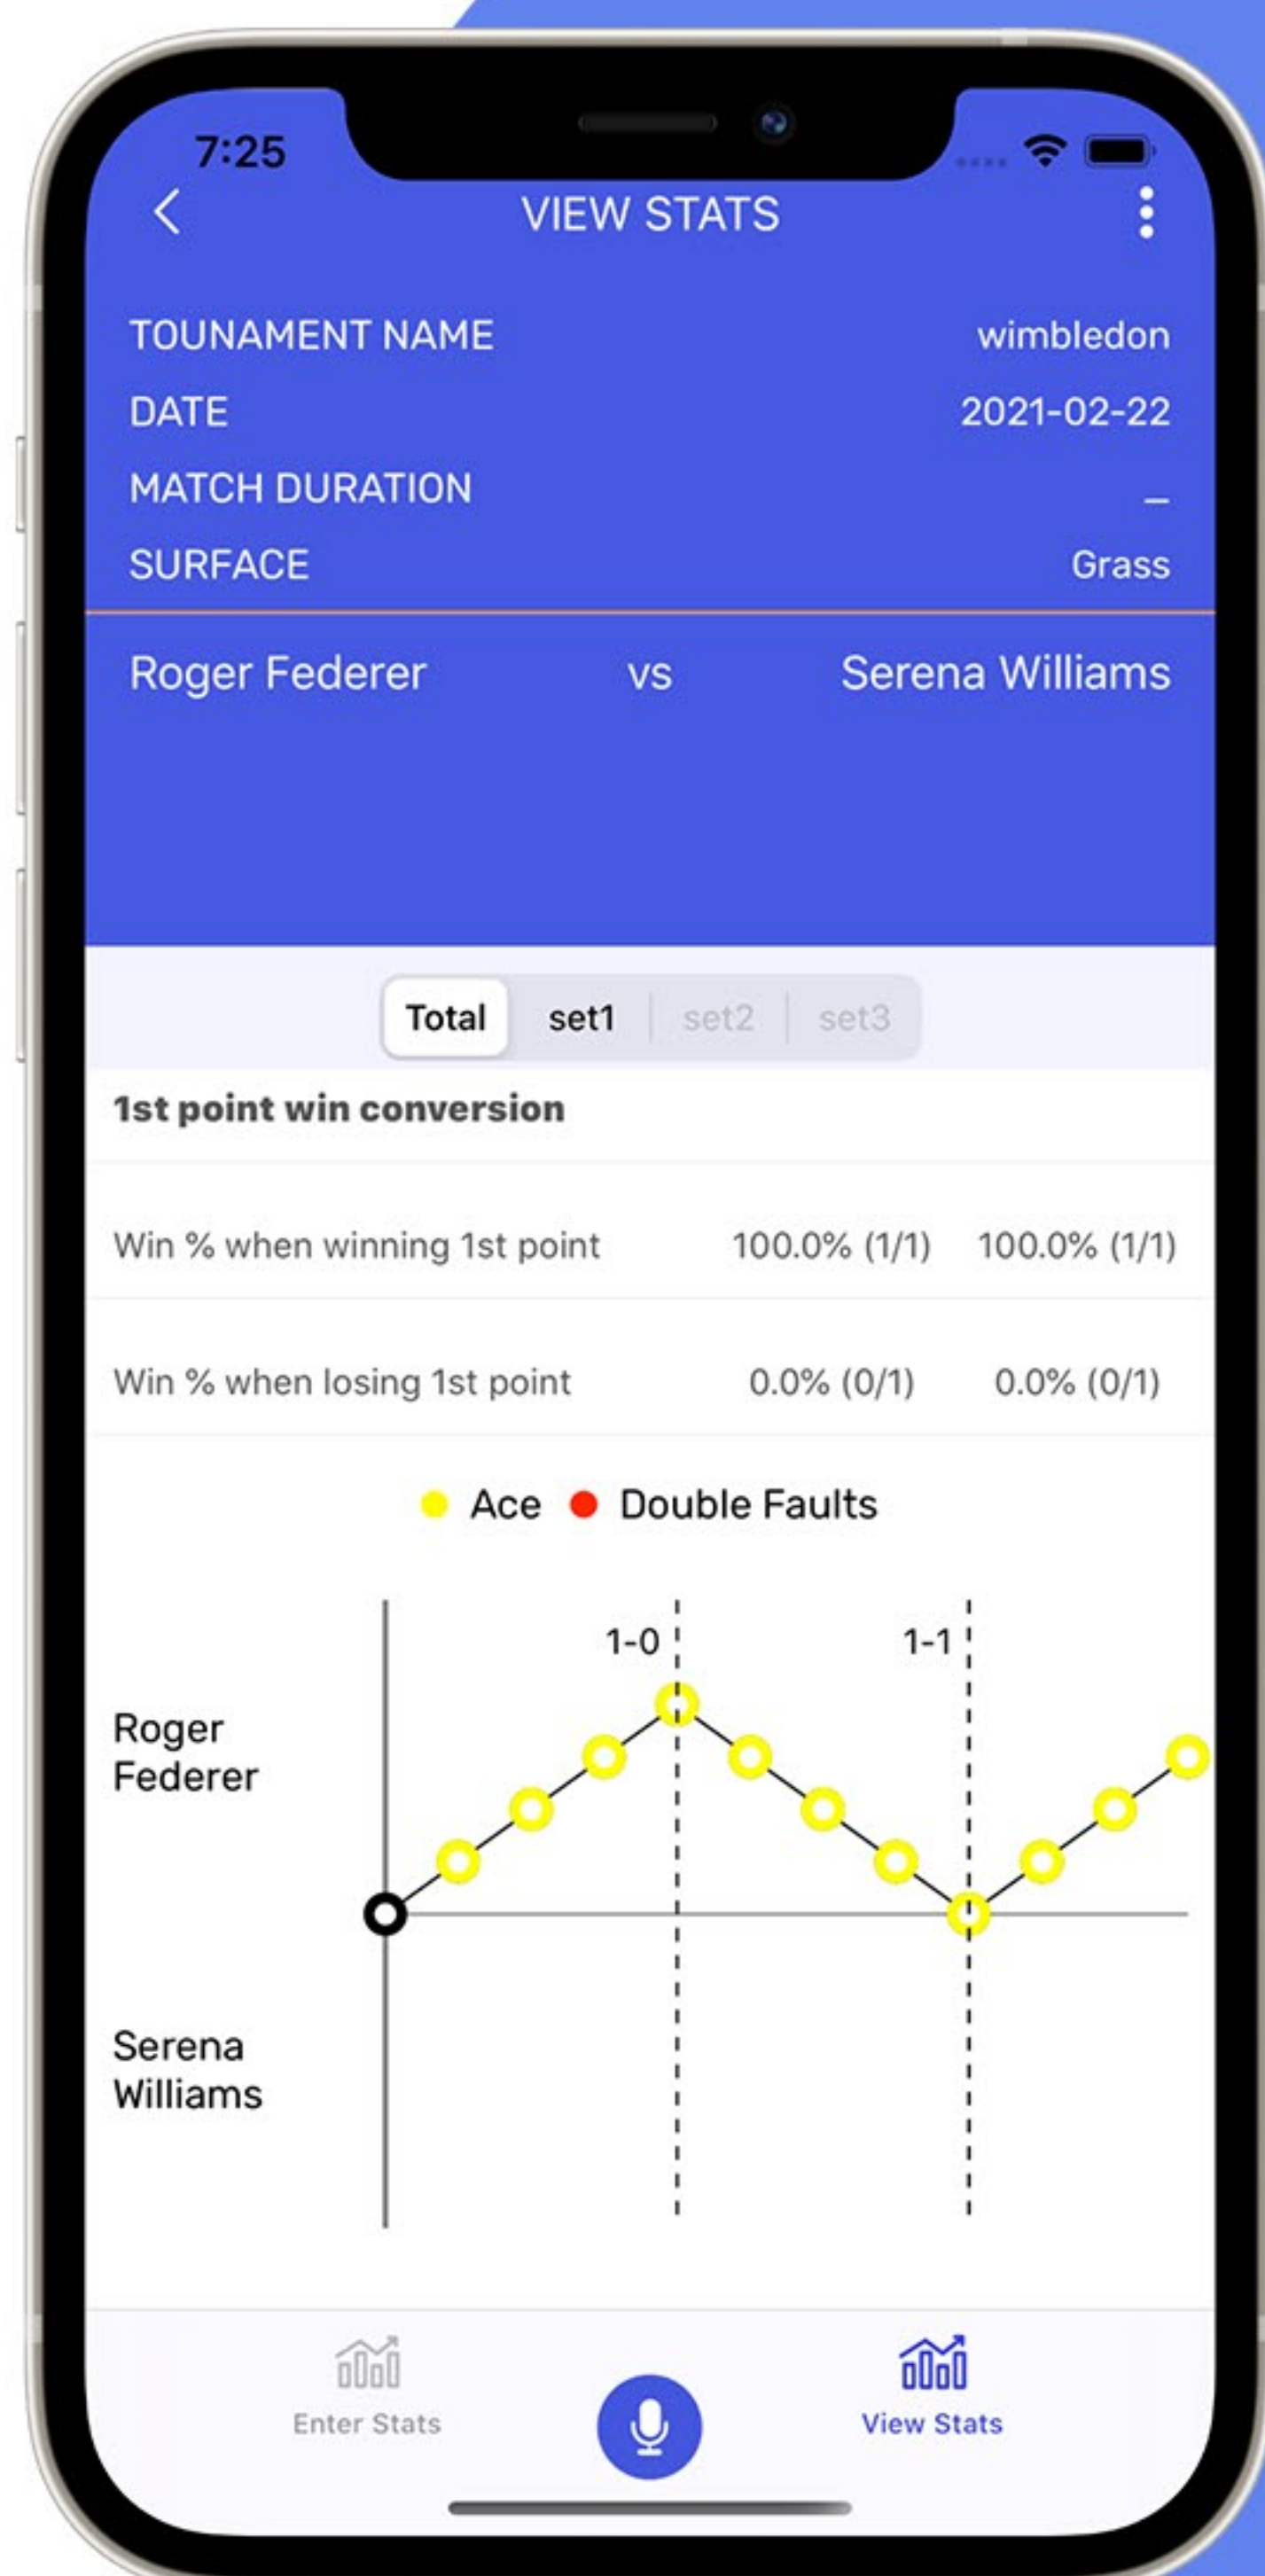 7:25
VIEW STATS
TOUNAMENT NAME wimbledon
DATE 2021-02-22
MATCH DURATION _
SURFACE Grass
Roger Federer vs Serena Williams
Total set1 set2 set3
1st point win conversion
Win % when winning 1st point 100.0% (1/1) 100.0% (1/1)
Win % when losing 1st point 0.0% (0/1) 0.0% (0/1)
Ace Double Faults
1-0 1-1
Roger
Federer
Serena
Williams
Enter Stats View Stats